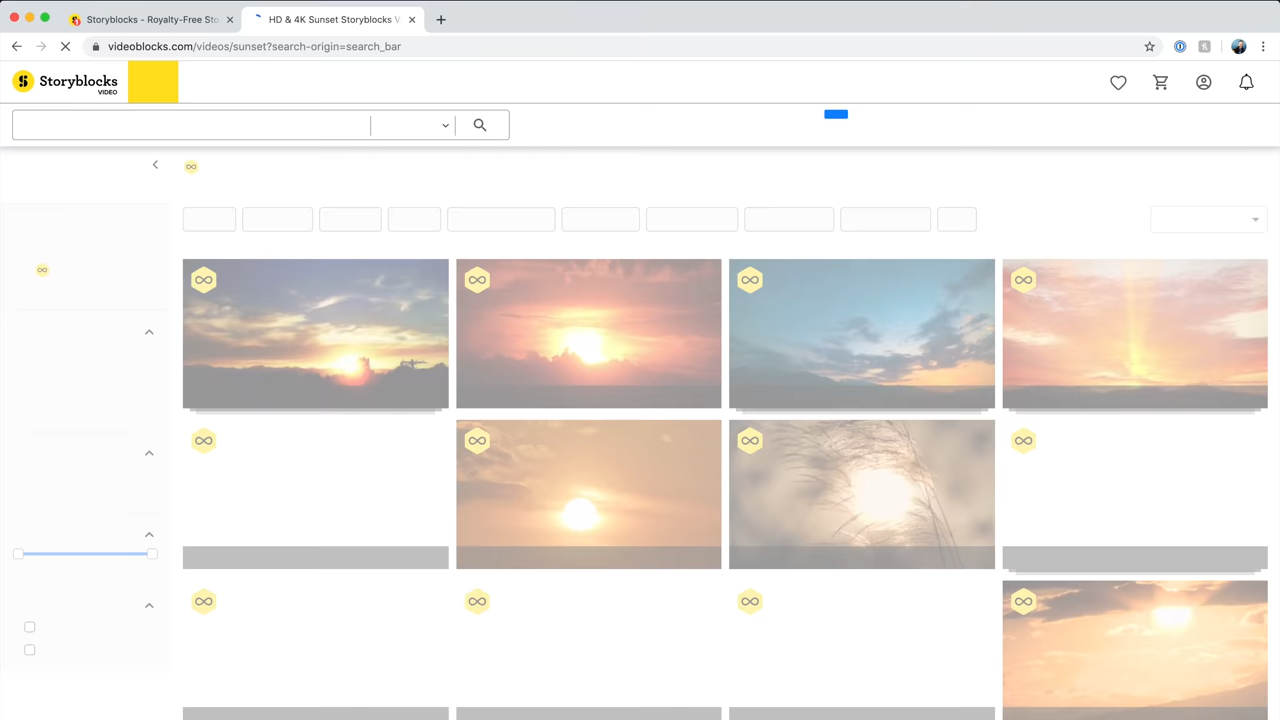 Storyblocks - Royalty-Free Sto
HD & 4K Sunset Storyblocks V
videoblocks.com/videos/sunset?search-origin=search_bar
Storyblocks
VIDEO